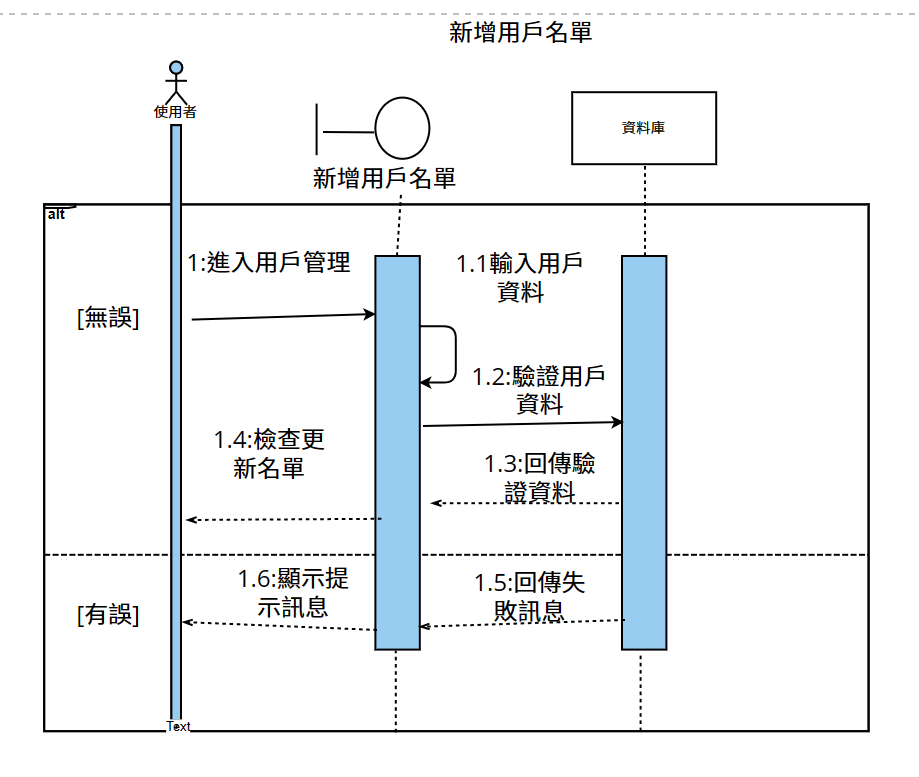 新增用戶名單
使用者
資料庫
新增用戶名單
alt
1:進入用戶管理
1.1輸入用戶
資料
[無誤]
1.2:驗證用戶
資料
1.4:檢查更
新名單
1.3:回傳驗
證資料
1.6:顯示提
示訊息
1.5:回傳失
敗訊息
[有誤]
Text